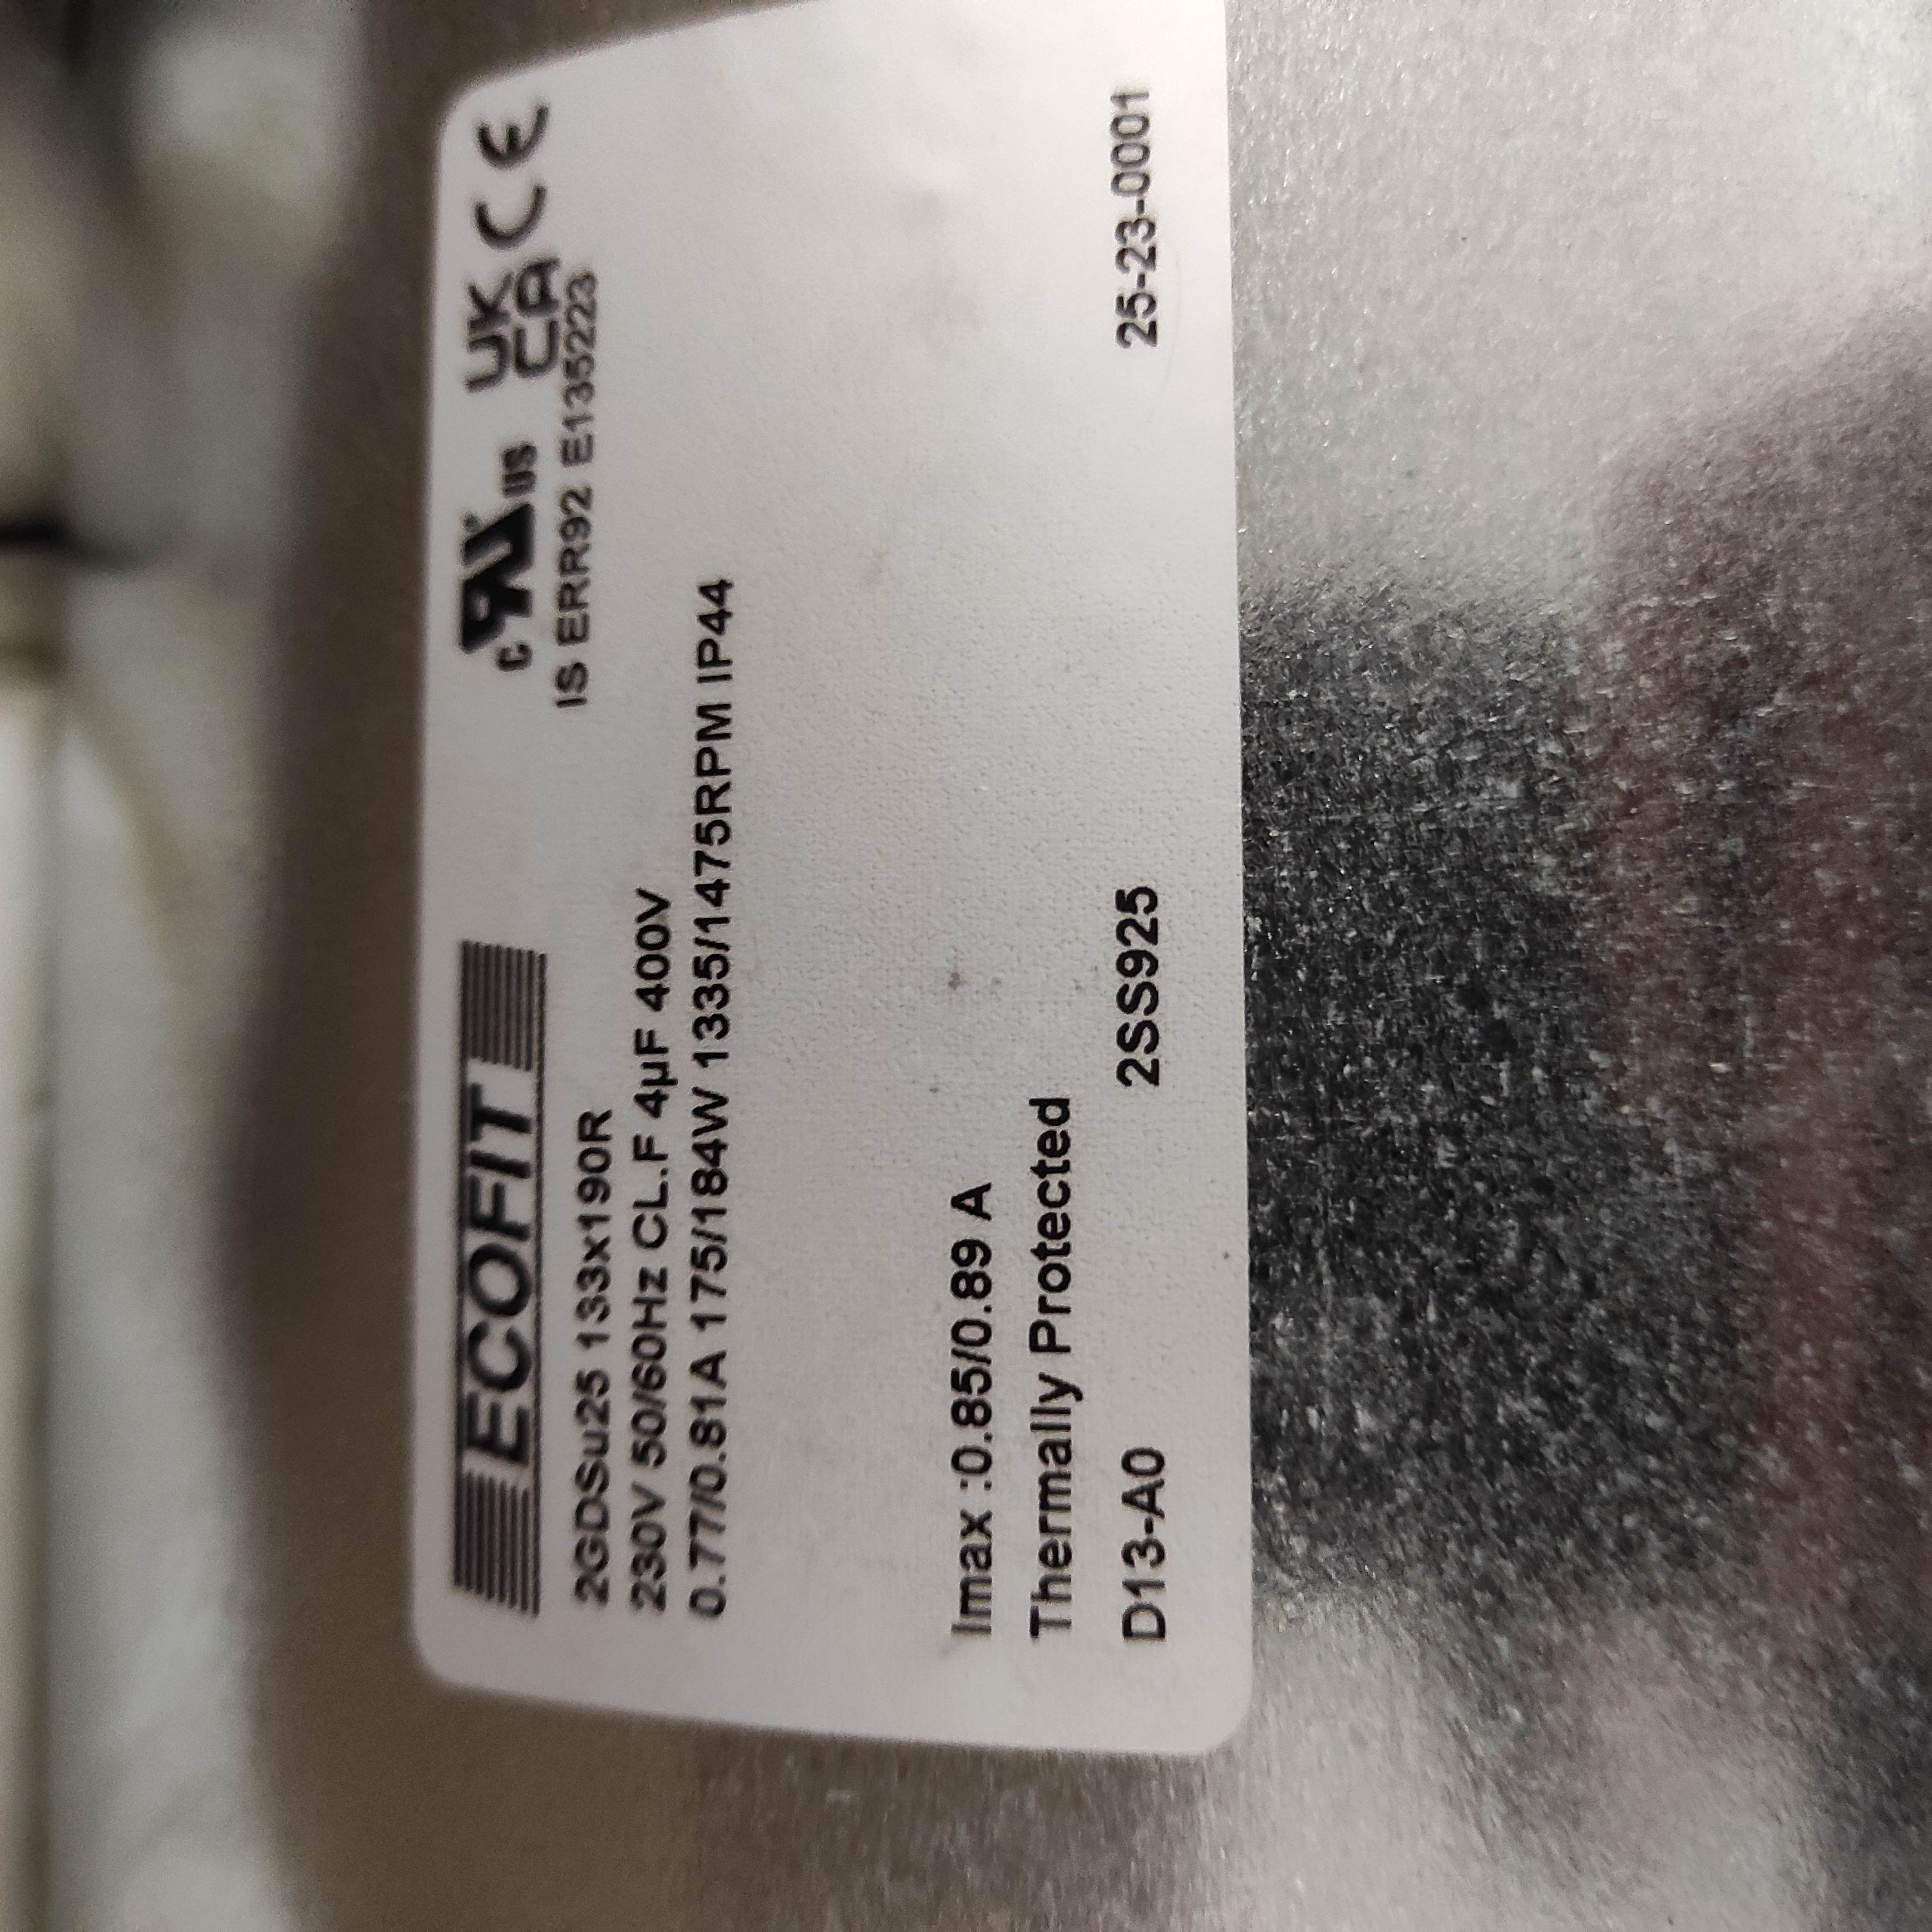 ECOFIT
c RU® US UK CA CE
IS ERR92 E135223
2GDSu25 133x190R
230V 50/60Hz CL.F 4µF 400V
0.77/0.81A 175/184W 1335/1475RPM IP44
Imax :0.85/0.89 A
Thermally Protected
D13-A0 2SS925 25-23-0001